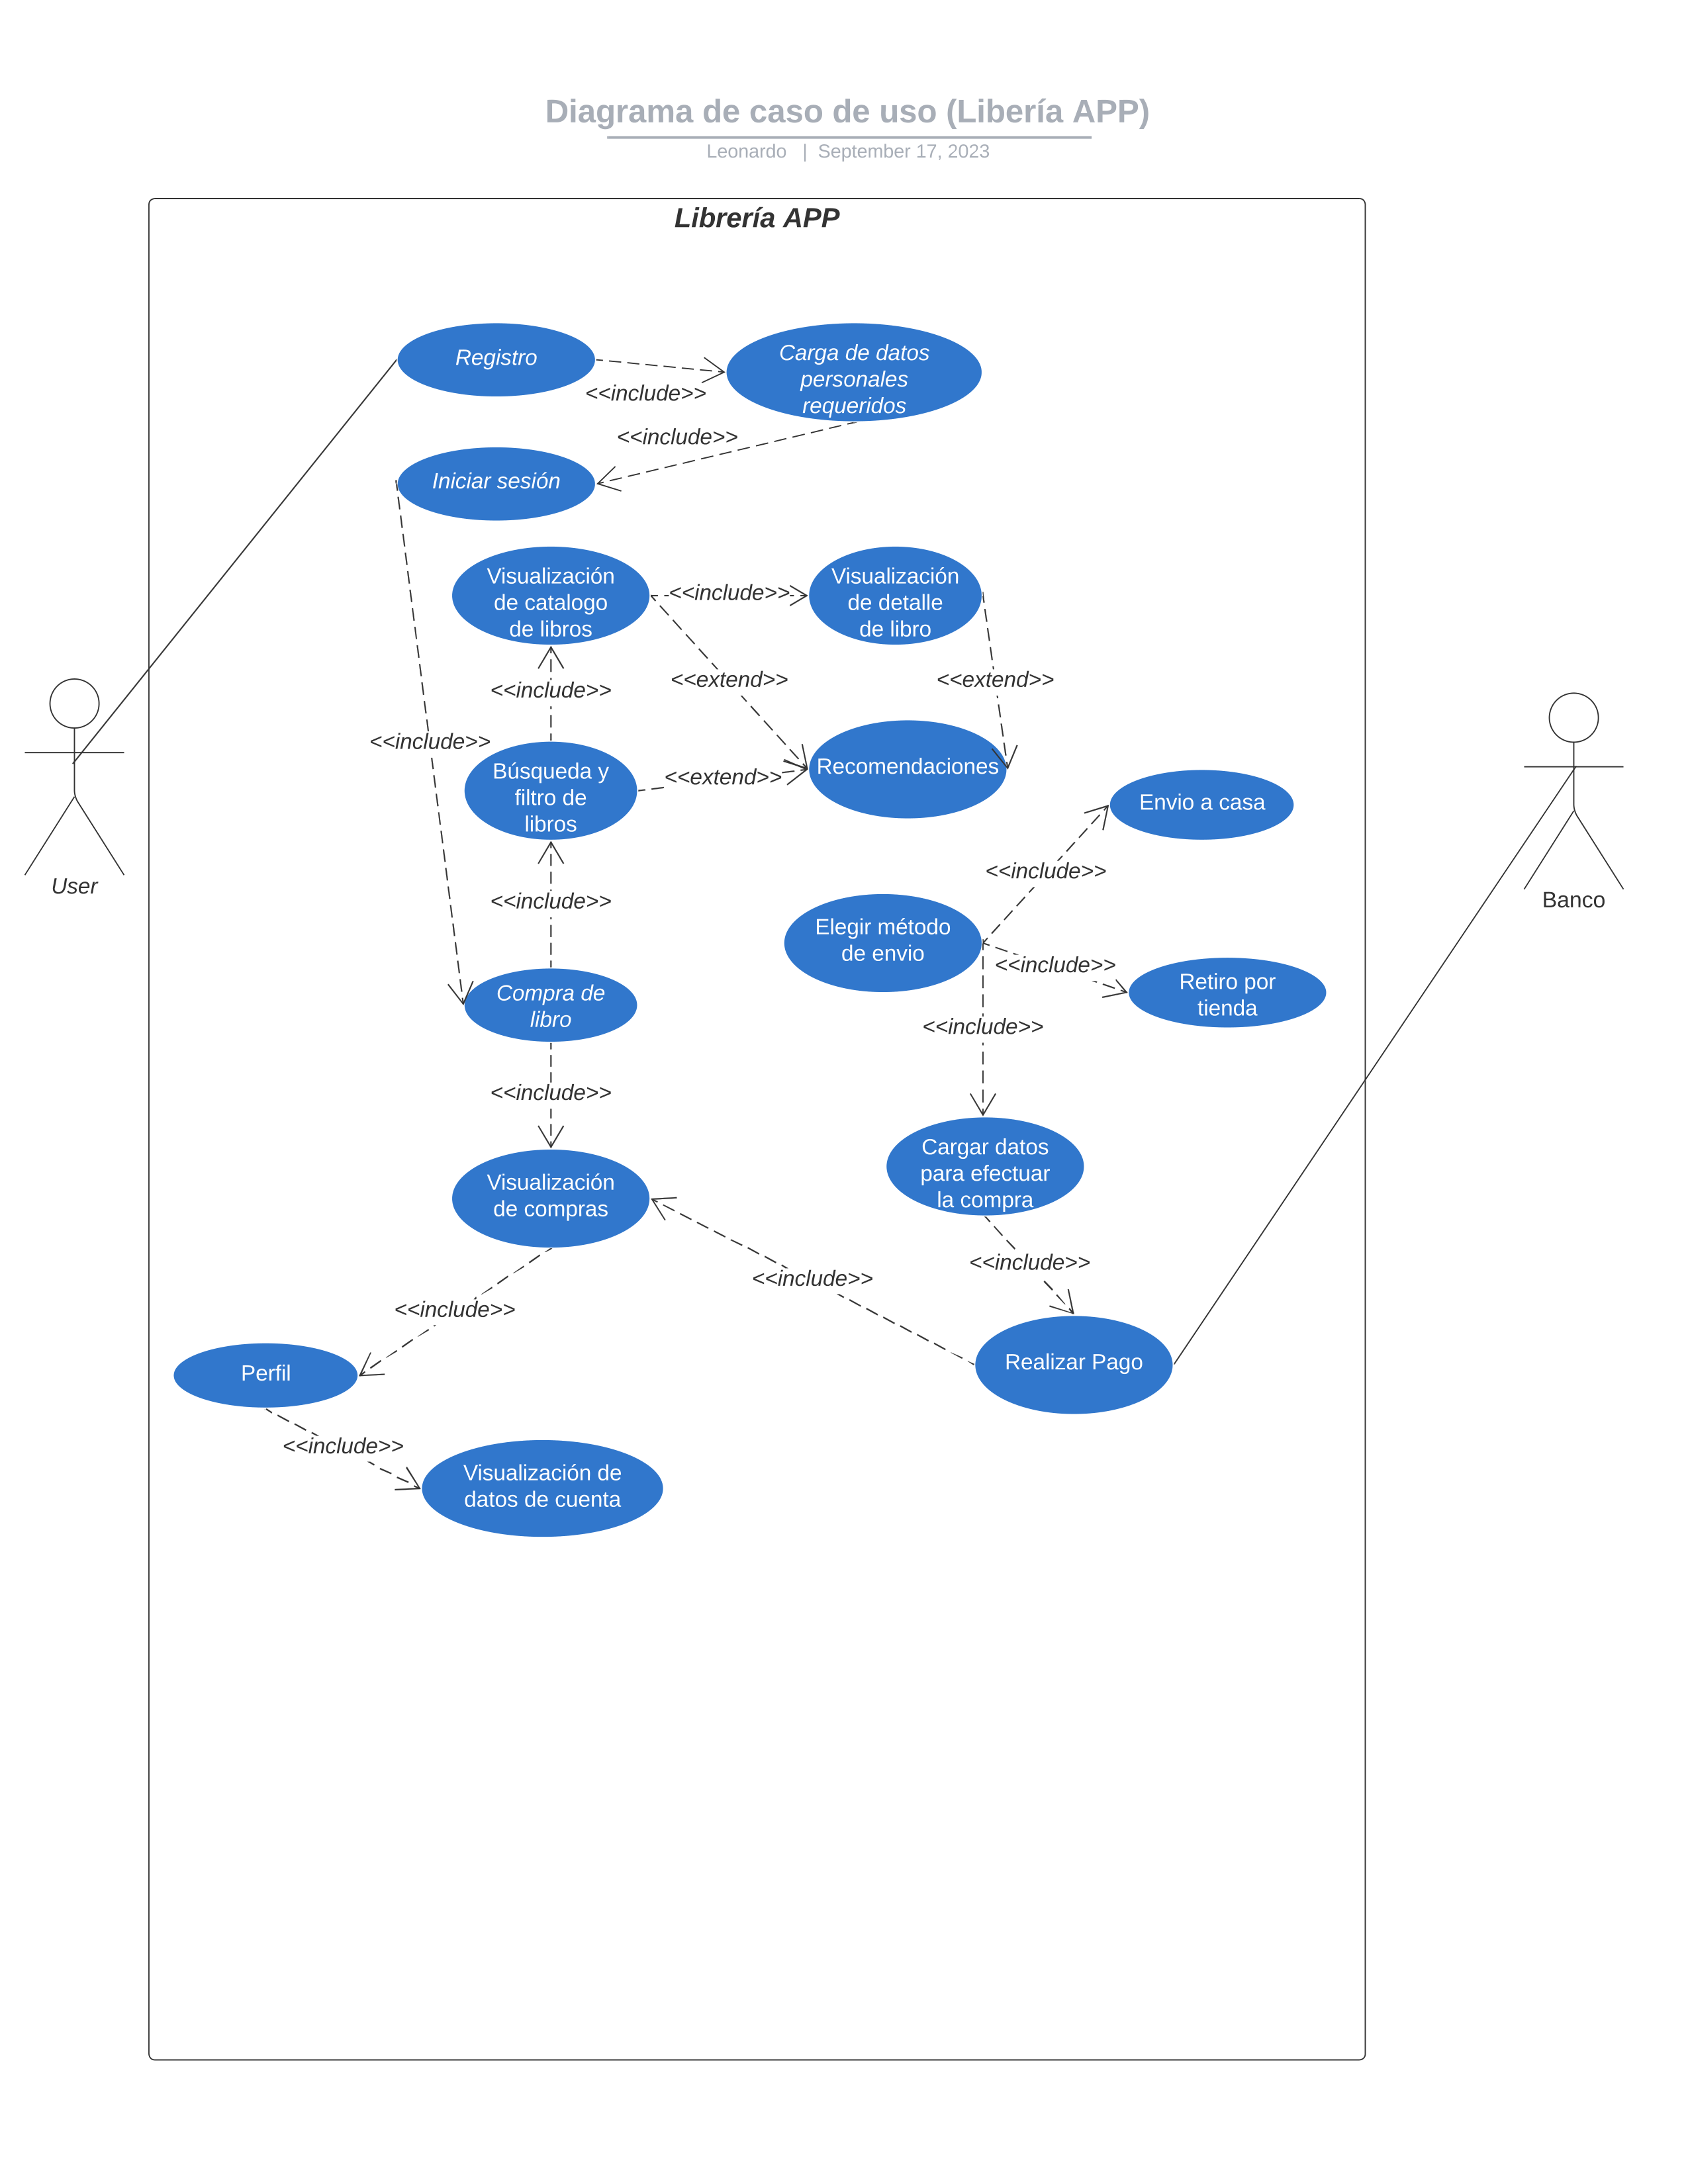 Diagrama de caso de uso (Libería APP)
Leonardo | September 17, 2023
Librería APP
Registro
Carga de datos
personales
requeridos
<<include>>
<<include>>
Iniciar sesión
Visualización
de catalogo
de libros
<<include>>
Visualización
de detalle
de libro
<<extend>>
<<extend>>
<<include>>
<<include>>
Búsqueda y
filtro de
libros
<<extend>>
Recomendaciones
Envio a casa
<<include>>
User
Banco
<<include>>
Elegir método
de envio
<<include>>
Retiro por
tienda
Compra de
libro
<<include>>
<<include>>
Cargar datos
para efectuar
la compra
Visualización
de compras
<<include>>
<<include>>
<<include>>
Realizar Pago
Perfil
<<include>>
Visualización de
datos de cuenta